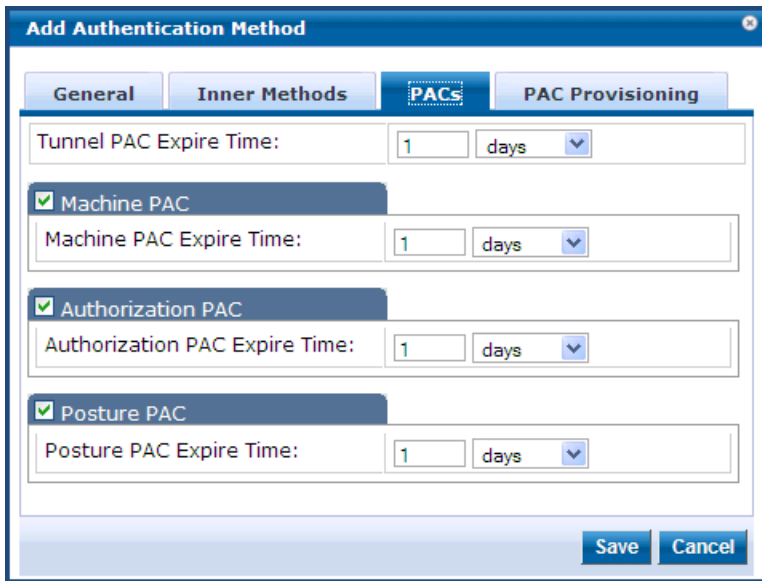 Add Authentication Method
General Inner Methods PACs PAC Provisioning
Tunnel PAC Expire Time: 1 days
Machine PAC
Machine PAC Expire Time: 1 days
Authorization PAC
Authorization PAC Expire Time: 1 days
Posture PAC
Posture PAC Expire Time: 1 days
Save Cancel